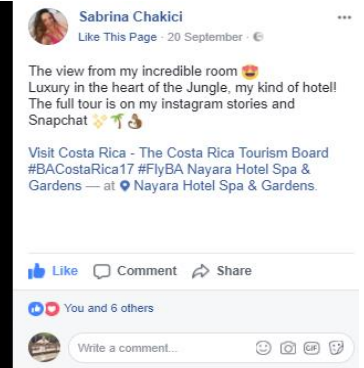 Sabrina Chakici
Like This Page · 20 September ·
The view from my incredible room 😍
Luxury in the heart of the Jungle, my kind of hotel!
The full tour is on my instagram stories and
Snapchat ✨🌴🐒
Visit Costa Rica - The Costa Rica Tourism Board
#BACostaRica17 #FlyBA Nayara Hotel Spa &
Gardens — at Nayara Hotel Spa & Gardens.
Like Comment Share
You and 6 others
Write a comment...
GIF